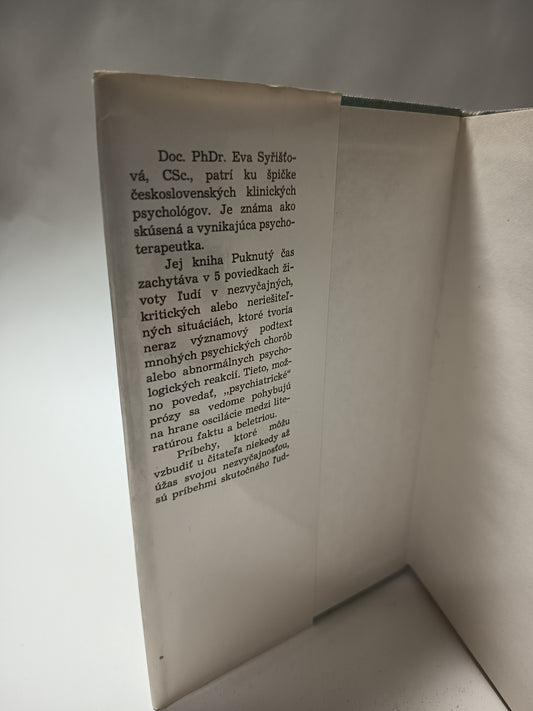 Doc. PhDr. Eva Syřišťo-
vá, CSc., patrí ku špičke
československých klinických
psychológov. Je známa ako
skúsená a vynikajúca psycho-
terapeutka.
Jej kniha Puknutý čas
zachytáva v 5 poviedkach ži-
voty ľudí v nezvyčajných,
kritických alebo neriešiteľ-
ných situáciách, ktoré tvoria
neraz významový podtext
mnohých psychických chorôb
alebo abnormálnych psycho-
logických reakcií. Tieto, mož-
no povedať, „psychiatrické“
prózy sa vedome pohybujú
na hrane oscilácie medzi lite-
ratúrou faktu a beletriou.
Príbehy, ktoré môžu
vzbudiť u čitateľa niekedy až
úžas svojou nezvyčajnosťou,
sú príbehmi skutočného ľud-